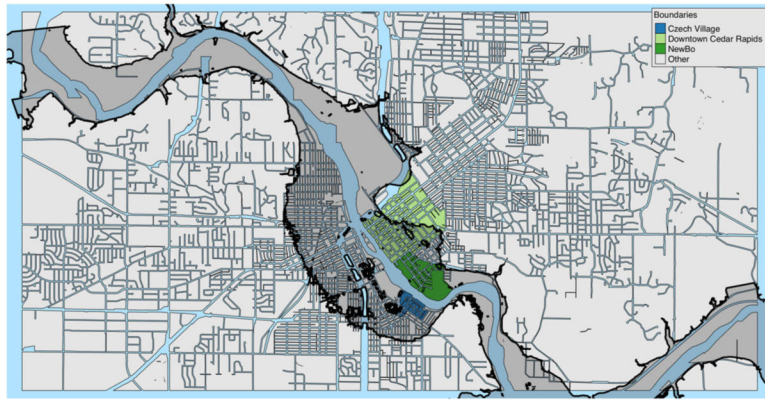 Boundaries
Czech Village
Downtown Cedar Rapids
NewBo
Other